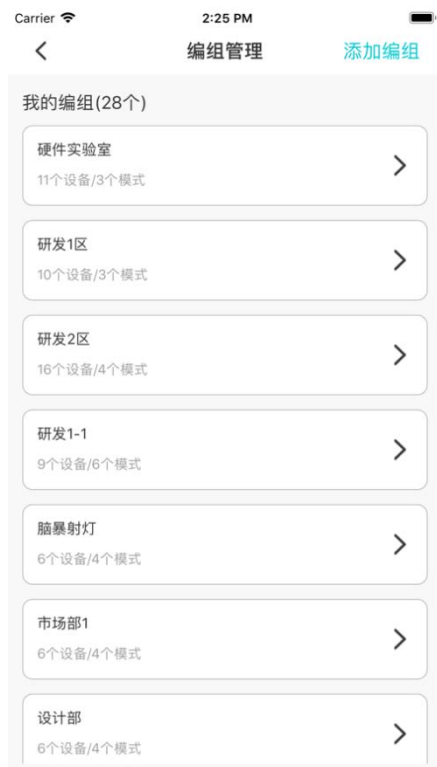 Carrier 2:25 PM
编组管理 添加编组
我的编组(28个)
硬件实验室
11个设备/3个模式
研发1区
10个设备/3个模式
研发2区
16个设备/4个模式
研发1-1
9个设备/6个模式
脑暴射灯
6个设备/4个模式
市场部1
6个设备/4个模式
设计部
6个设备/4个模式